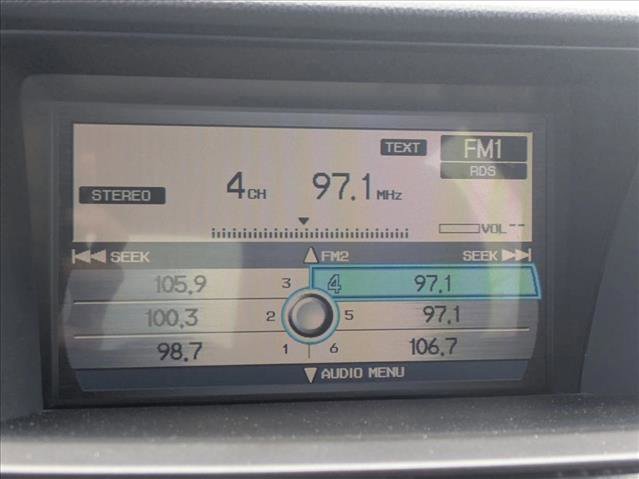 TEXT FM1
RDS
STEREO 4CH 97.1MHz
VOL--
SEEK FM2 SEEK
105.9 3 4 97.1
100.3 2 5 97.1
98.7 1 6 106.7
AUDIO MENU